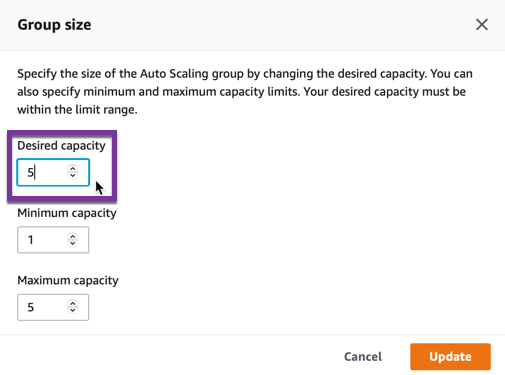 Group size
Specify the size of the Auto Scaling group by changing the desired capacity. You can
also specify minimum and maximum capacity limits. Your desired capacity must be
within the limit range.
Desired capacity
5
Minimum capacity
1
Maximum capacity
5
Cancel Update